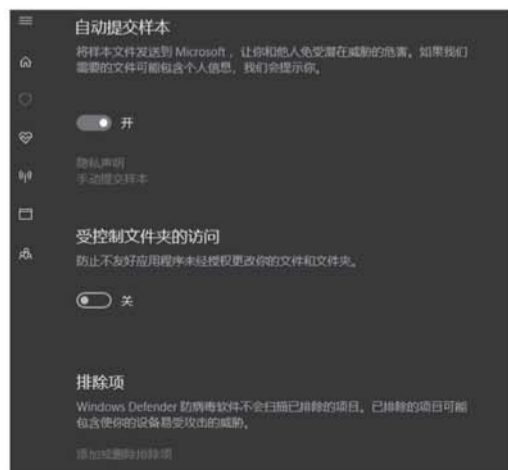 自动提交样本
将样本文件发送到 Microsoft，让你和他人免受潜在威胁的危害。如果我们
需要的文件可能包含个人信息，我们会提示你。
开
隐私声明
手动提交样本
受控制文件夹的访问
防止不友好应用程序未经授权更改你的文件和文件夹。
关
排除项
Windows Defender 防病毒软件不会扫描已排除的项目。已排除的项目可能
包含使你的设备易受攻击的威胁。
添加或删除排除项